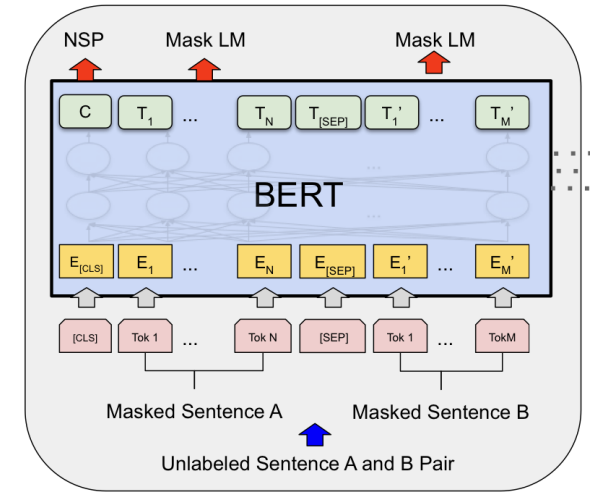 NSP Mask LM Mask LM
C T1 ... TN T[SEP] T1’ ... TM’
...
BERT
...
E[CLS] E1 ... EN E[SEP] E1’ ... EM’
[CLS] Tok 1 ... Tok N [SEP] Tok 1 ... TokM
Masked Sentence A Masked Sentence B
Unlabeled Sentence A and B Pair